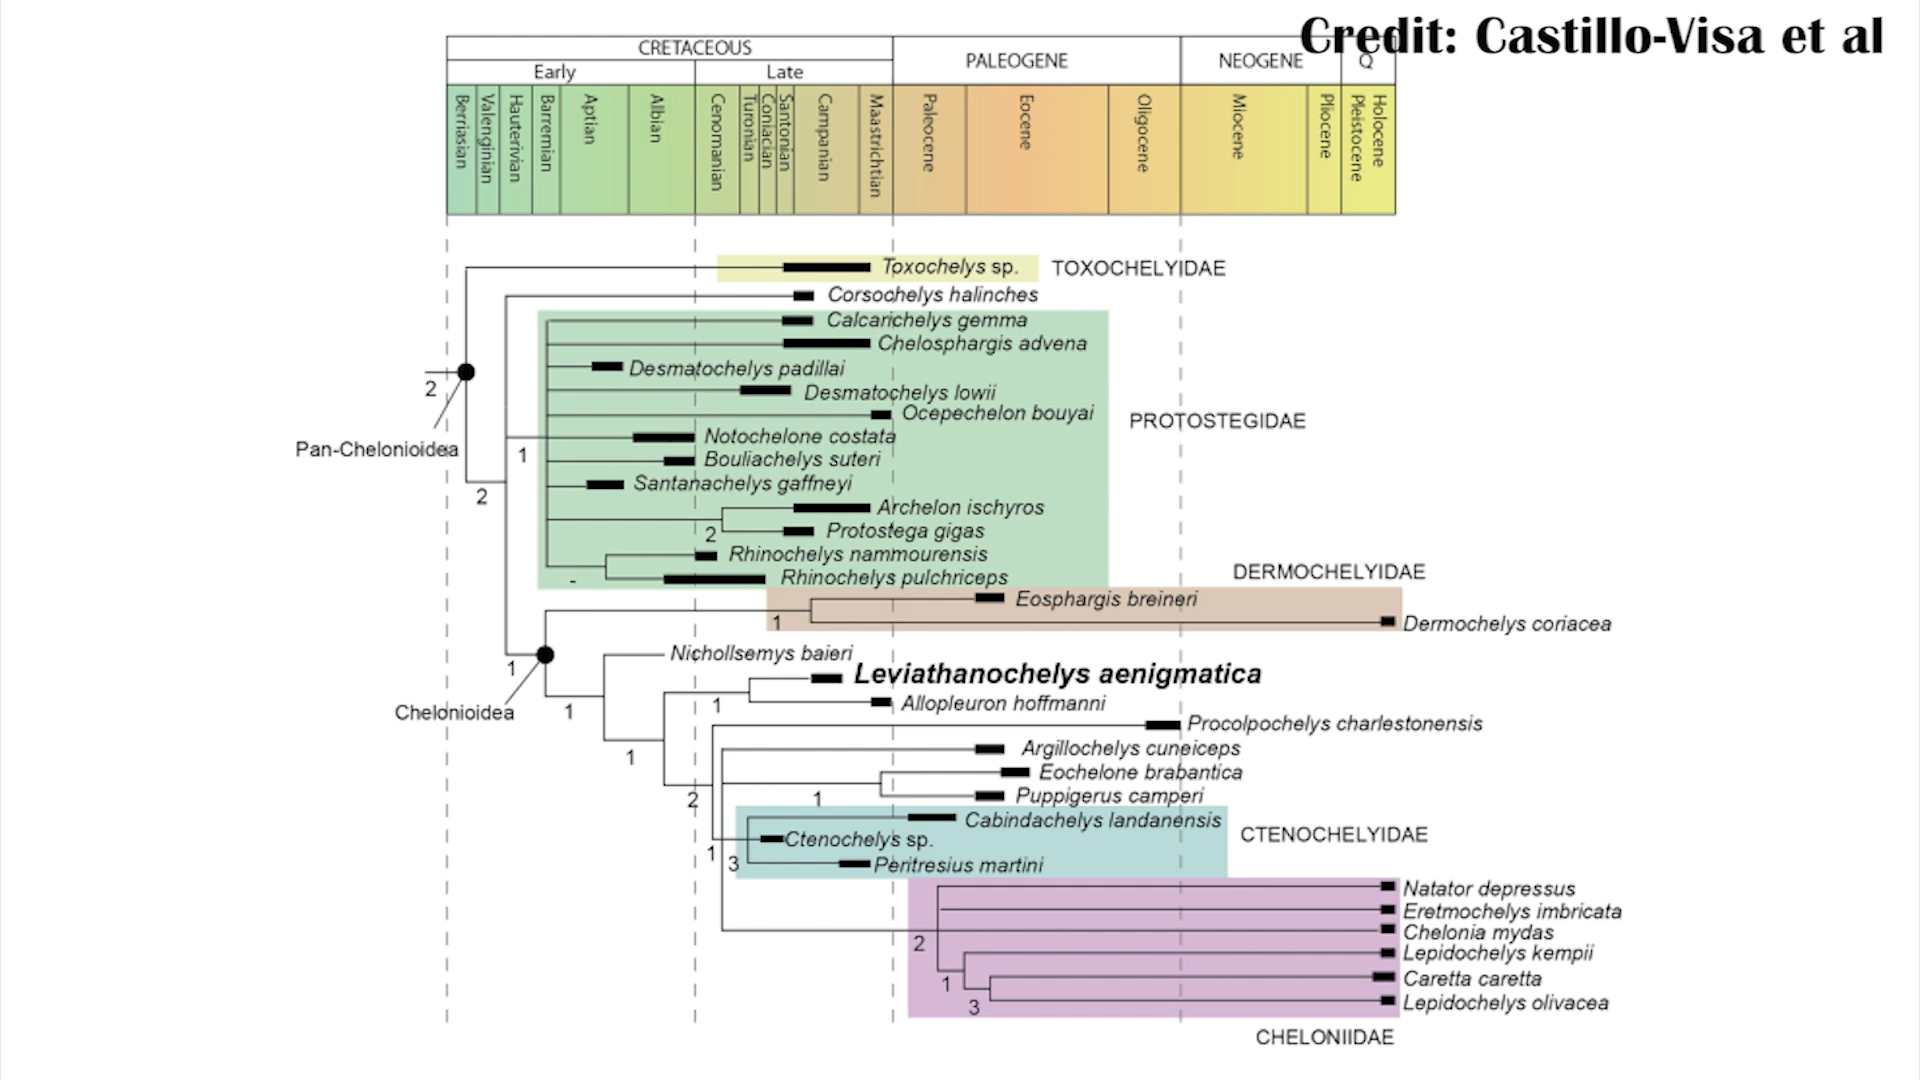 Credit: Castillo-Visa et al
CRETACEOUS
PALEOGENE
NEOGENE
Q
Early
Late
Berriasian
Valenginian
Hauterivian
Barremian
Aptian
Albian
Cenomanian
Turonian
Coniacian
Santonian
Campanian
Maastrichtian
Paleocene
Eocene
Oligocene
Miocene
Pliocene
Pleistocene
Holocene
Toxochelys sp.
TOXOCHELYIDAE
Corsochelys halinches
Calcarichelys gemma
Chelosphargis advena
Desmatochelys padillai
2
Desmatochelys lowii
Ocepechelon bouyai
PROTOSTEGIDAE
Notochelone costata
Pan-Chelonioidea
1
Bouliachelys suteri
Santanachelys gaffneyi
2
Archelon ischyros
2
Protostega gigas
Rhinochelys nammourensis
DERMOCHELYIDAE
-
Rhinochelys pulchriceps
Eosphargis breineri
1
Dermochelys coriacea
Nichollsemys baieri
1
Leviathanochelys aenigmatica
Chelonioidea
1
1
Allopleuron hoffmanni
Procolpochelys charlestonensis
1
Argillochelys cuneiceps
Eochelone brabantica
2
1
Puppigerus camperi
Cabindachelys landanensis
CTENOCHELYIDAE
Ctenochelys sp.
1
3
Peritresius martini
Natator depressus
Eretmochelys imbricata
2
Chelonia mydas
Lepidochelys kempii
1
Caretta caretta
3
Lepidochelys olivacea
CHELONIIDAE